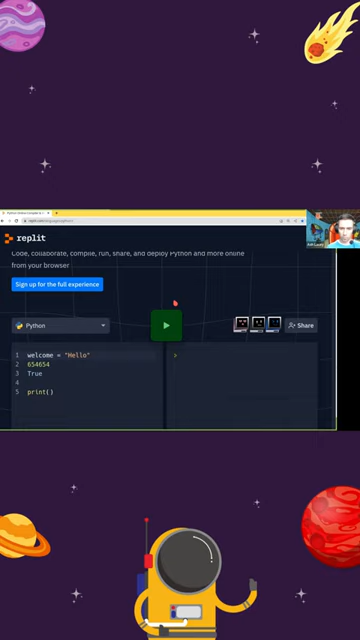 replit
Code, collaborate, compile, run, share, and deploy Python and more online
from your browser
Sign up for the full experience
Python
Share
1 welcome = "Hello"
2 654654
3 True
4
5 print()